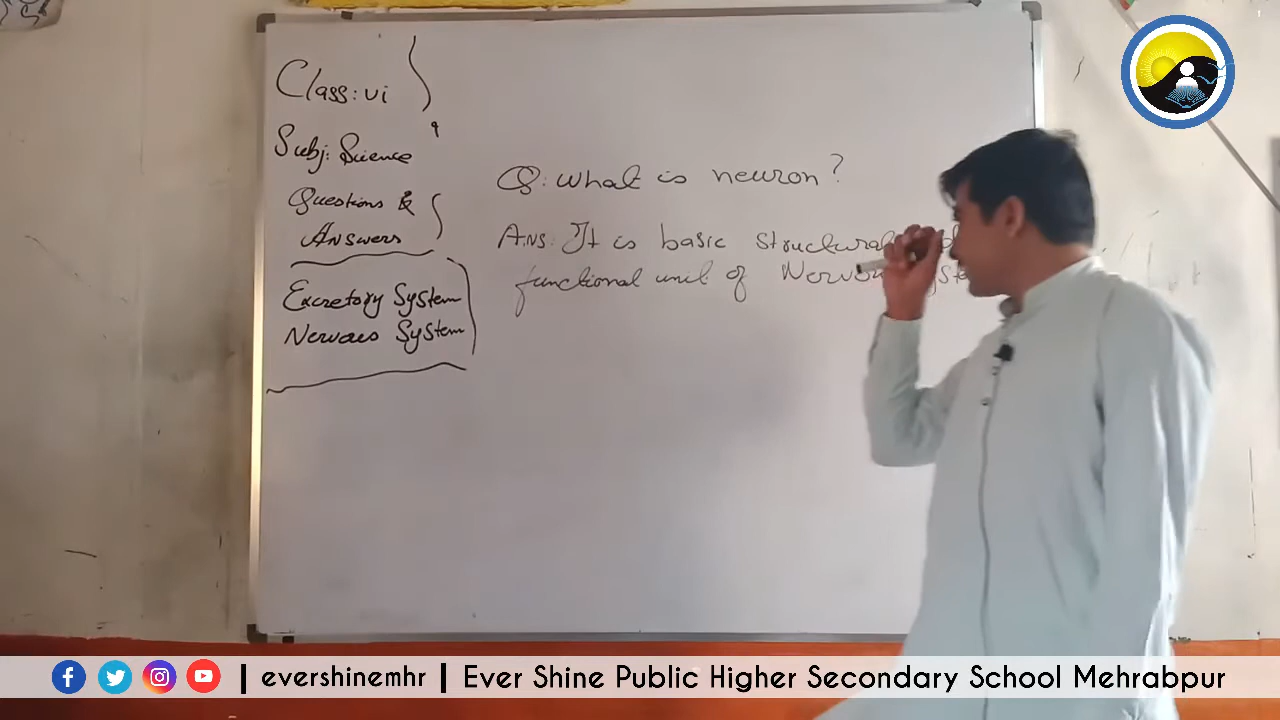 Class: vi
Subj: Science
Questions &
Answers
Excretory System
Nervous System
Q: What is neuron?
Ans: It is basic structural
functional unit of
| evershinemhr | Ever Shine Public Higher Secondary School Mehrabpur